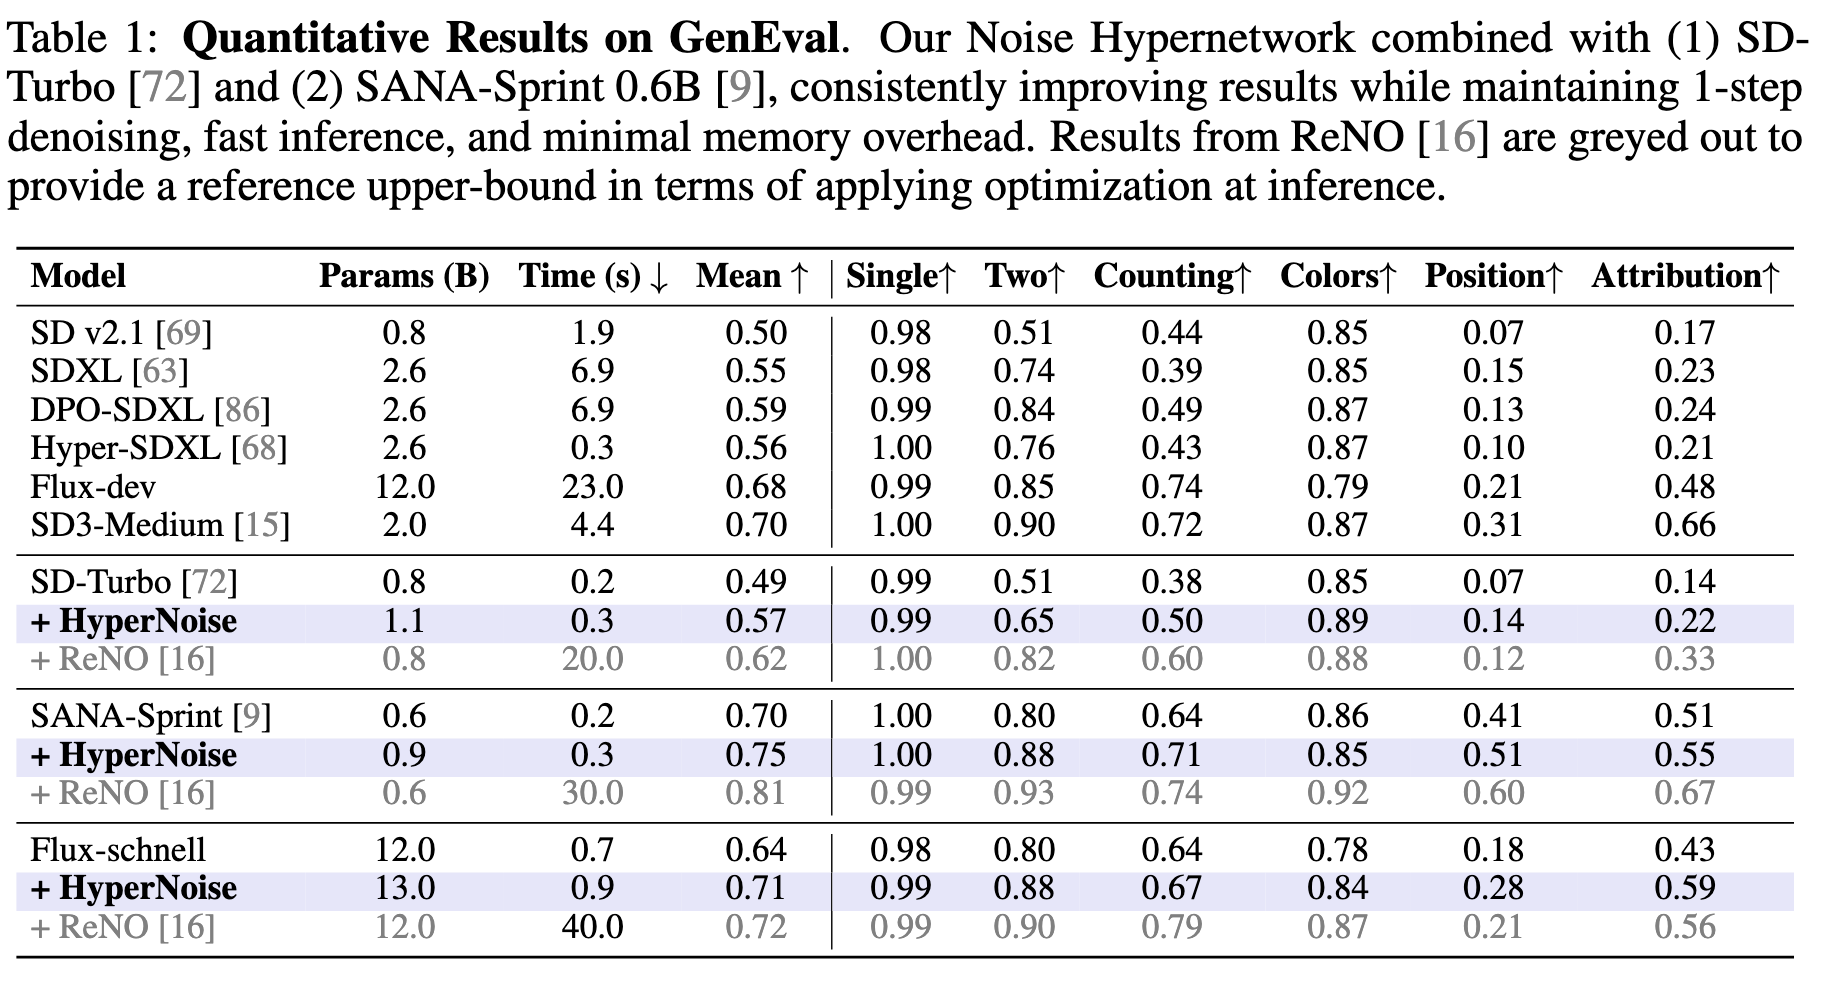 Table 1: Quantitative Results on GenEval. Our Noise Hypernetwork combined with (1) SD-
Turbo [72] and (2) SANA-Sprint 0.6B [9], consistently improving results while maintaining 1-step
denoising, fast inference, and minimal memory overhead. Results from ReNO [16] are greyed out to
provide a reference upper-bound in terms of applying optimization at inference.
Model Params (B) Time (s) ↓ Mean ↑ Single↑ Two↑ Counting↑ Colors↑ Position↑ Attribution↑
SD v2.1 [69] 0.8 1.9 0.50 0.98 0.51 0.44 0.85 0.07 0.17
SDXL [63] 2.6 6.9 0.55 0.98 0.74 0.39 0.85 0.15 0.23
DPO-SDXL [86] 2.6 6.9 0.59 0.99 0.84 0.49 0.87 0.13 0.24
Hyper-SDXL [68] 2.6 0.3 0.56 1.00 0.76 0.43 0.87 0.10 0.21
Flux-dev 12.0 23.0 0.68 0.99 0.85 0.74 0.79 0.21 0.48
SD3-Medium [15] 2.0 4.4 0.70 1.00 0.90 0.72 0.87 0.31 0.66
SD-Turbo [72] 0.8 0.2 0.49 0.99 0.51 0.38 0.85 0.07 0.14
+ HyperNoise 1.1 0.3 0.57 0.99 0.65 0.50 0.89 0.14 0.22
+ ReNO [16] 0.8 20.0 0.62 1.00 0.82 0.60 0.88 0.12 0.33
SANA-Sprint [9] 0.6 0.2 0.70 1.00 0.80 0.64 0.86 0.41 0.51
+ HyperNoise 0.9 0.3 0.75 1.00 0.88 0.71 0.85 0.51 0.55
+ ReNO [16] 0.6 30.0 0.81 0.99 0.93 0.74 0.92 0.60 0.67
Flux-schnell 12.0 0.7 0.64 0.98 0.80 0.64 0.78 0.18 0.43
+ HyperNoise 13.0 0.9 0.71 0.99 0.88 0.67 0.84 0.28 0.59
+ ReNO [16] 12.0 40.0 0.72 0.99 0.90 0.79 0.87 0.21 0.56